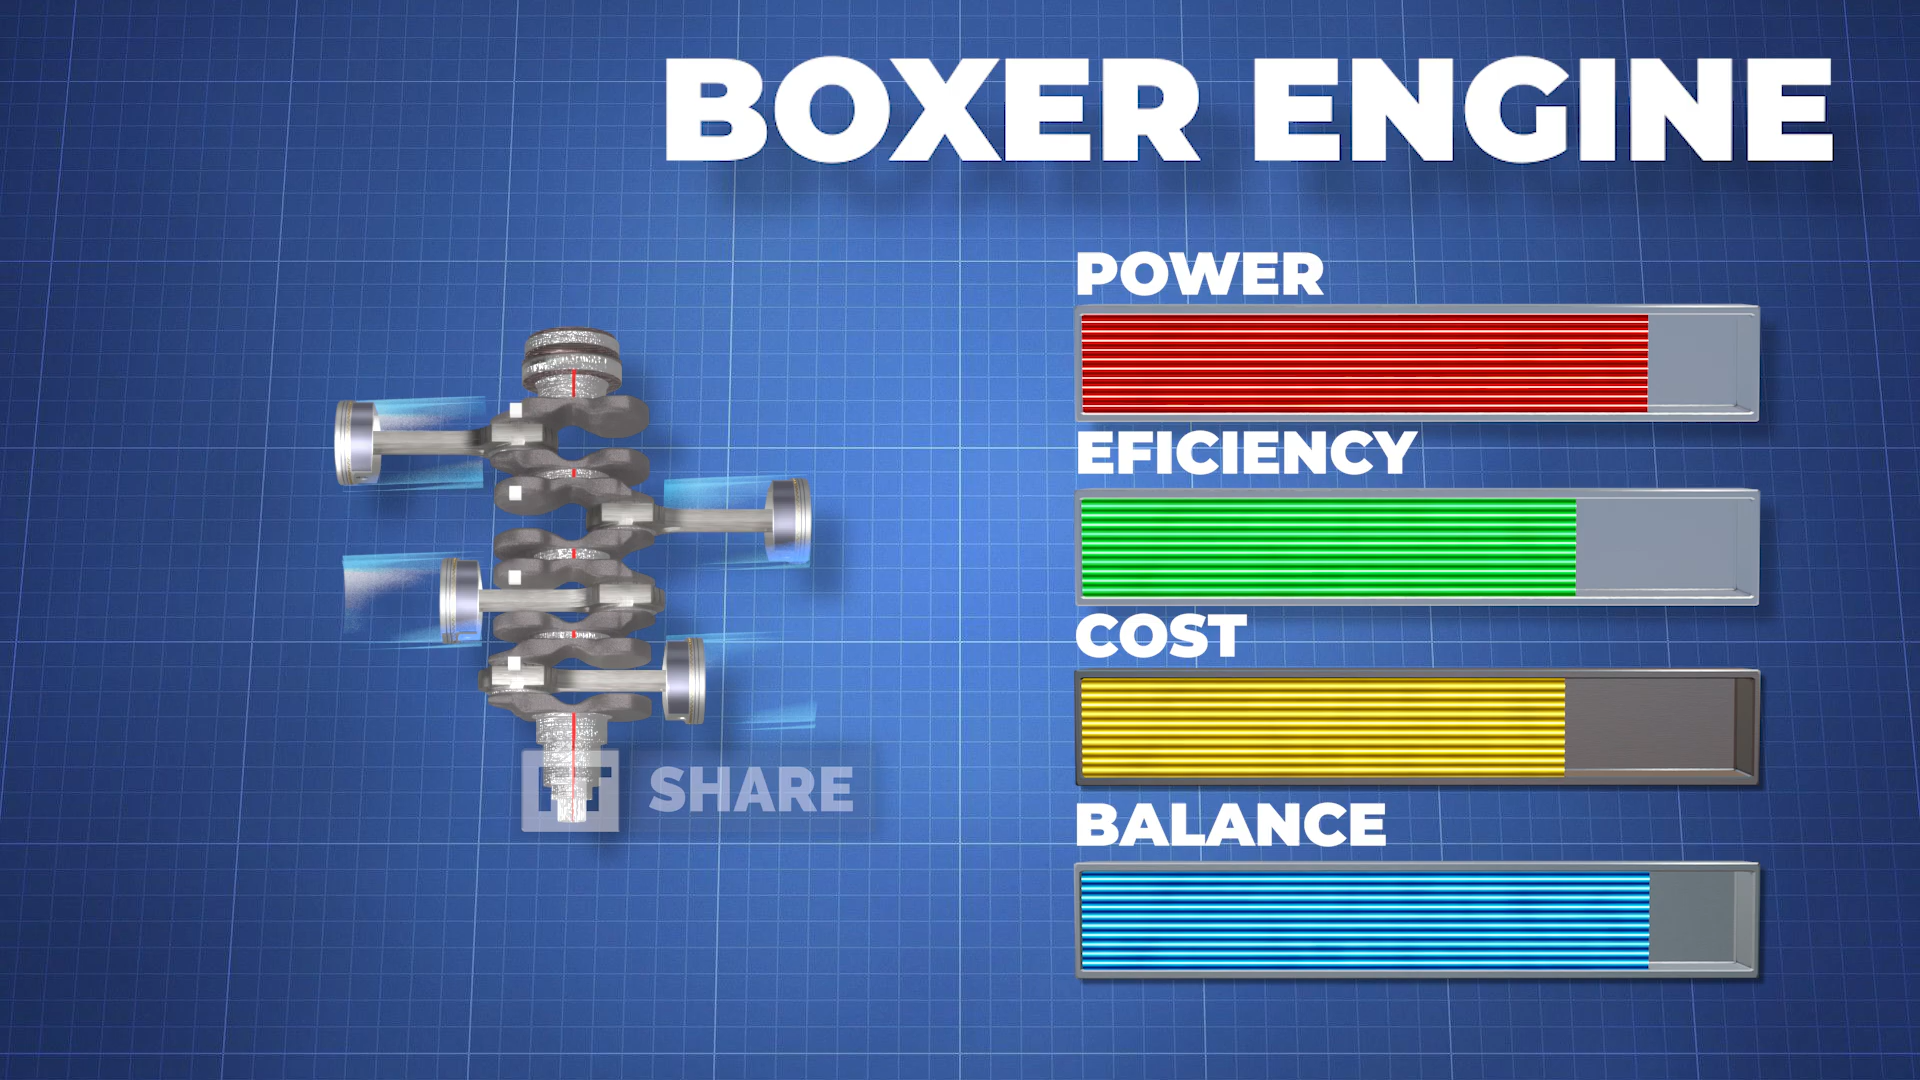 BOXER ENGINE
POWER
EFICIENCY
COST
BALANCE
SHARE